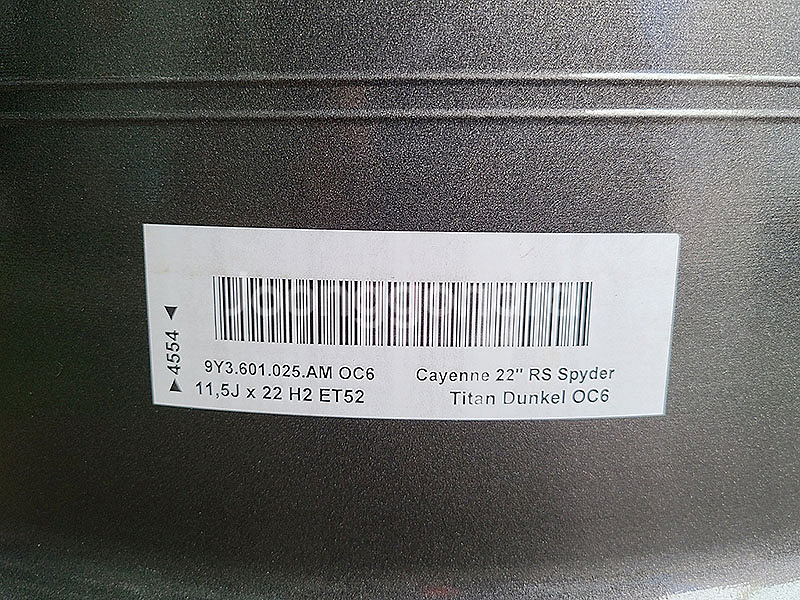 ▶4554 ◀
9Y3.601.025.AM OC6
11,5J x 22 H2 ET52
Cayenne 22" RS Spyder
Titan Dunkel OC6